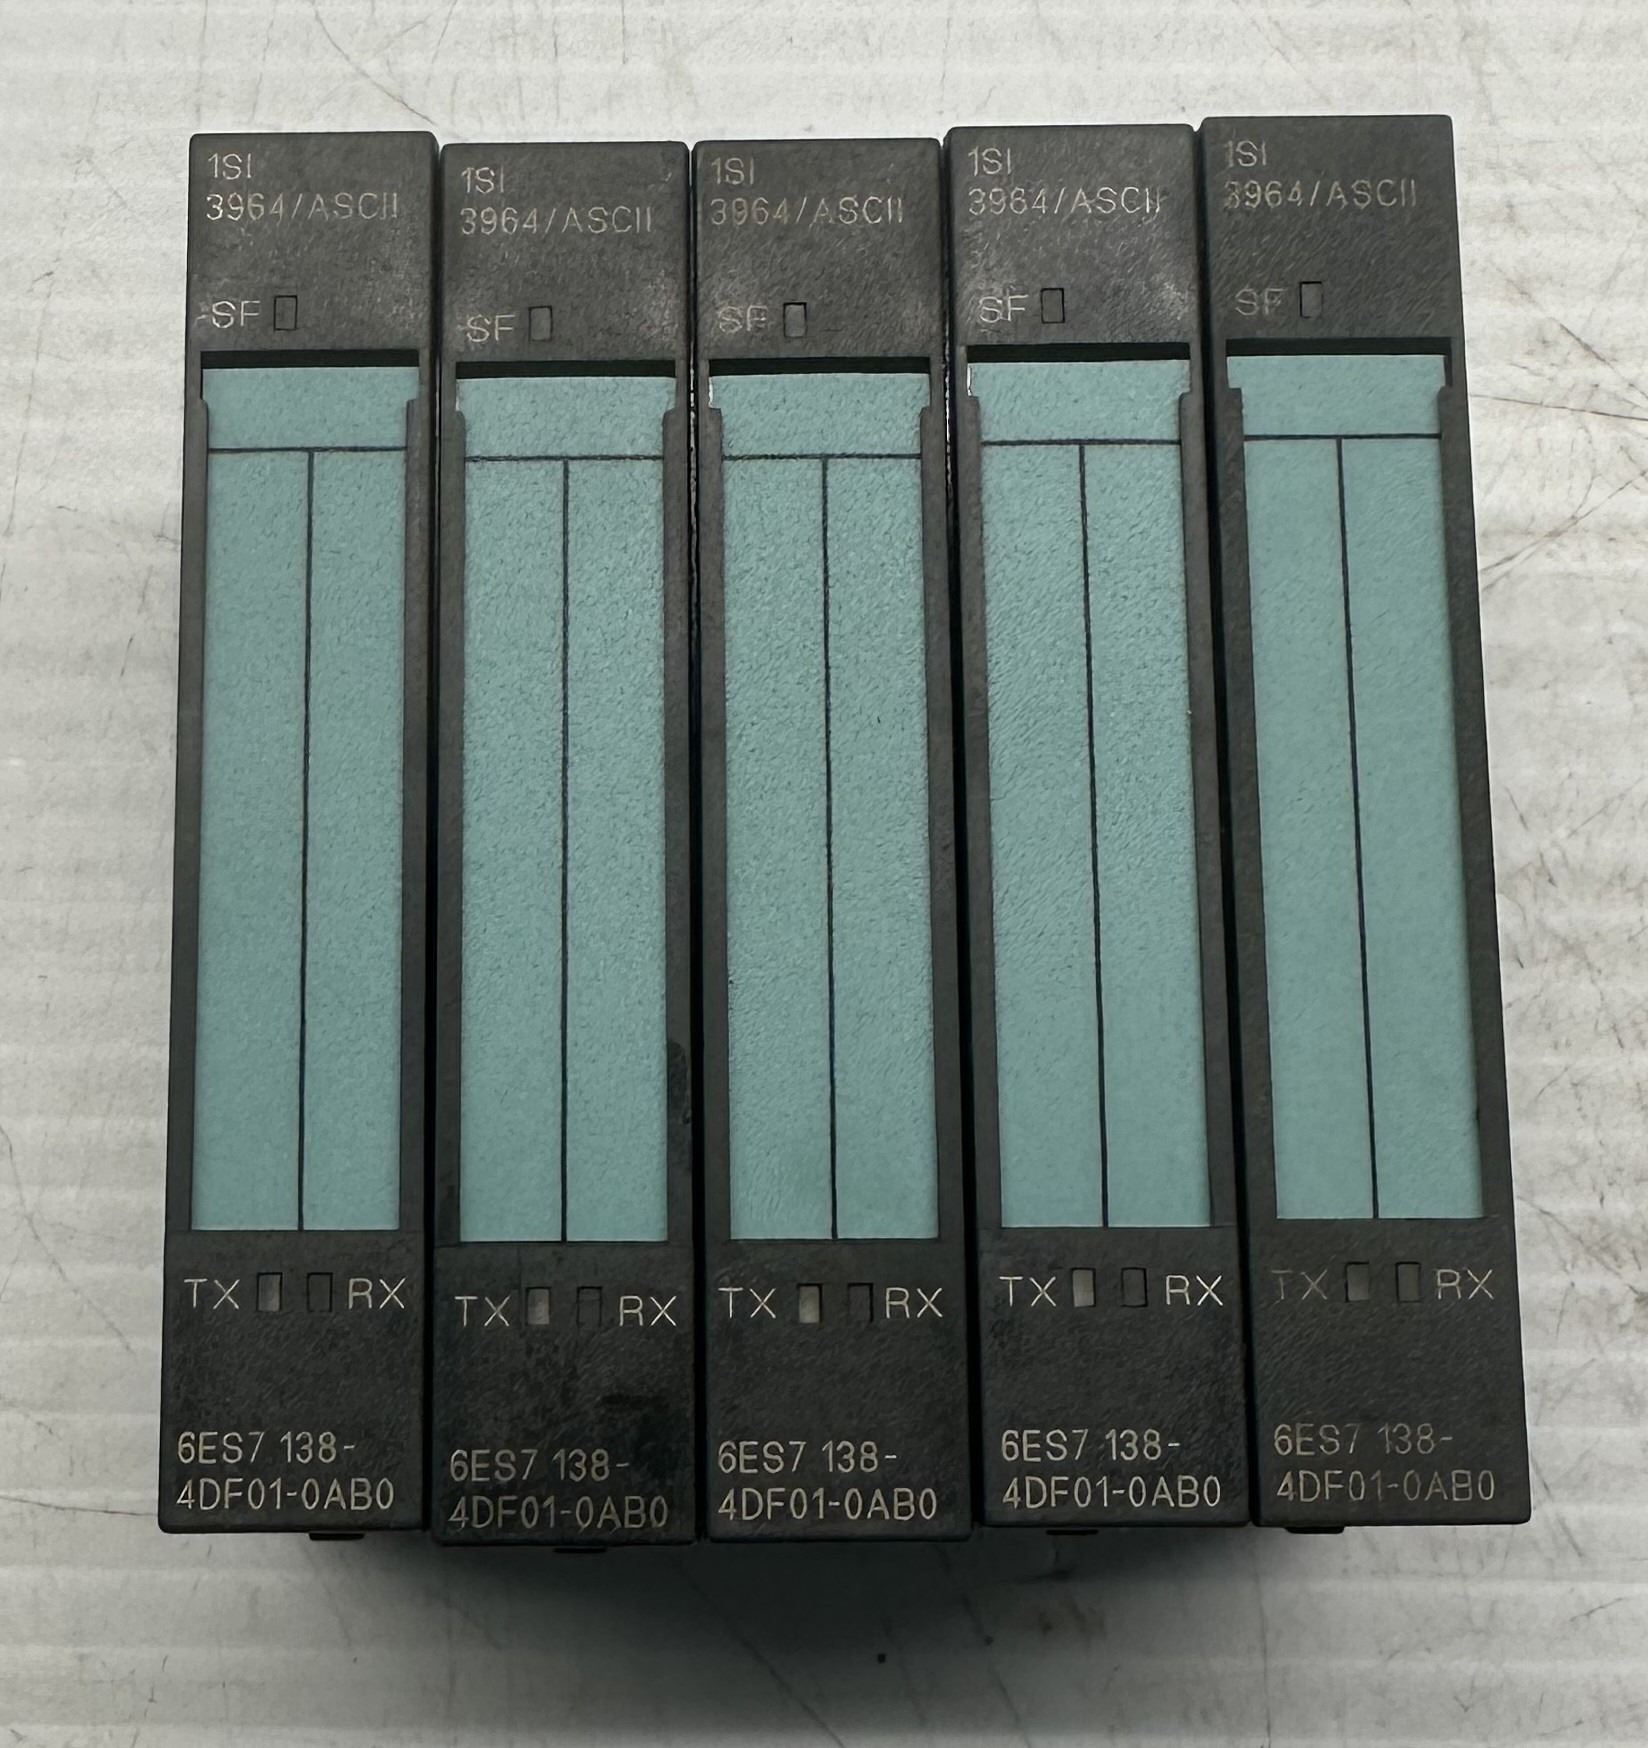 1SI
3964/ASCII
SF
TX RX
6ES7 138-
4DF01-0AB0
1SI
3964/ASCII
SF
TX RX
6ES7 138-
4DF01-0AB0
1SI
3964/ASCII
SF
TX RX
6ES7 138-
4DF01-0AB0
1SI
3964/ASCII
SF
TX RX
6ES7 138-
4DF01-0AB0
1SI
3964/ASCII
SF
TX RX
6ES7 138-
4DF01-0AB0